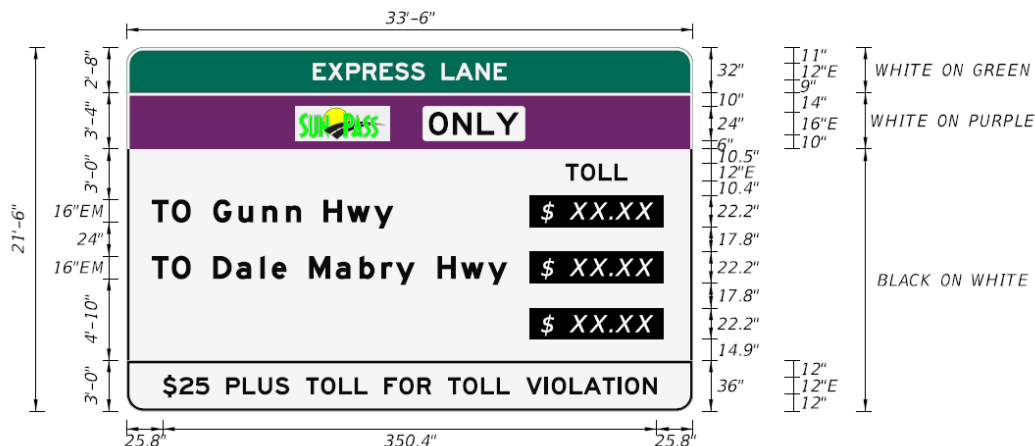 33'-6"
EXPRESS LANE
SUN PASS ONLY
TOLL
TO Gunn Hwy $ XX.XX
TO Dale Mabry Hwy $ XX.XX
$ XX.XX
$25 PLUS TOLL FOR TOLL VIOLATION
21'-6"
2'-8"
3'-4"
3'-0"
16"EM
24"
16"EM
4'-10"
3'-0"
32"
10"
24"
6"
10.5"
12"E
10.4"
22.2"
17.8"
22.2"
17.8"
22.2"
14.9"
36"
11"
12"E
9"
14"
16"E
10"
12"
12"E
12"
WHITE ON GREEN
WHITE ON PURPLE
BLACK ON WHITE
25.8" 350.4" 25.8"